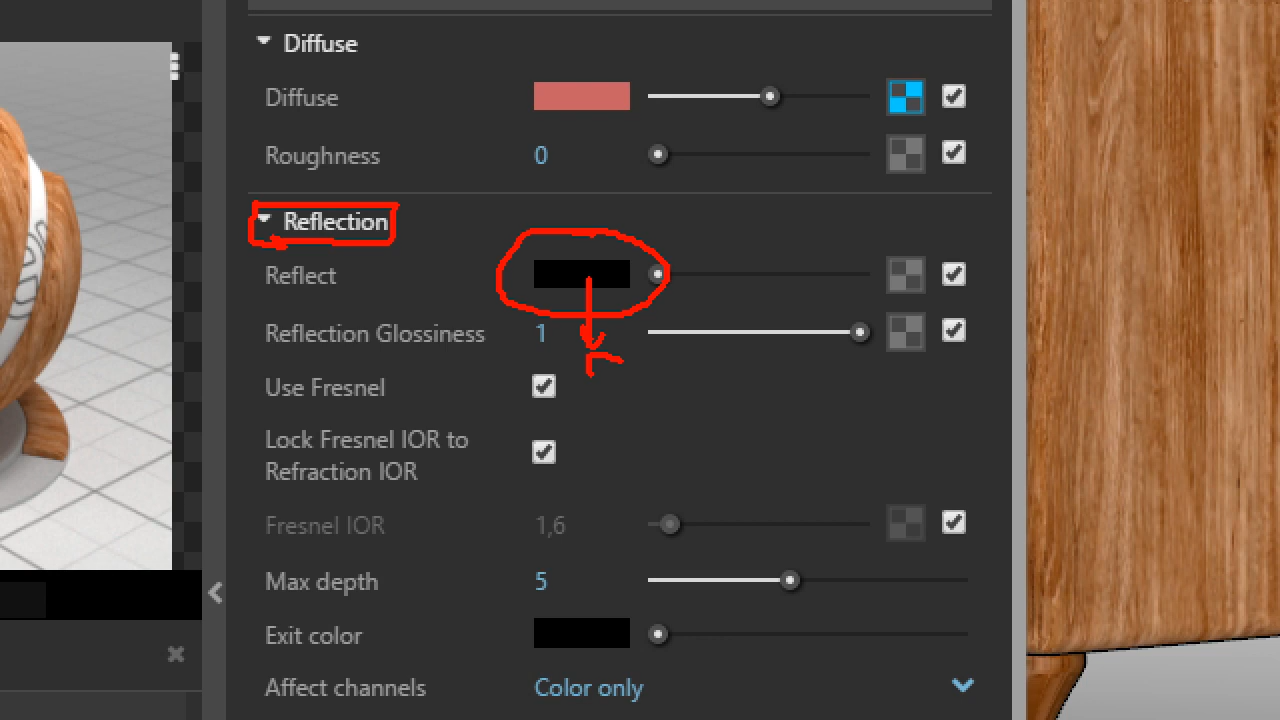 Diffuse
Diffuse
Roughness 0
Reflection
Reflect
Reflection Glossiness 1
Use Fresnel
Lock Fresnel IOR to
Refraction IOR
Fresnel IOR 1,6
Max depth 5
Exit color
Affect channels Color only